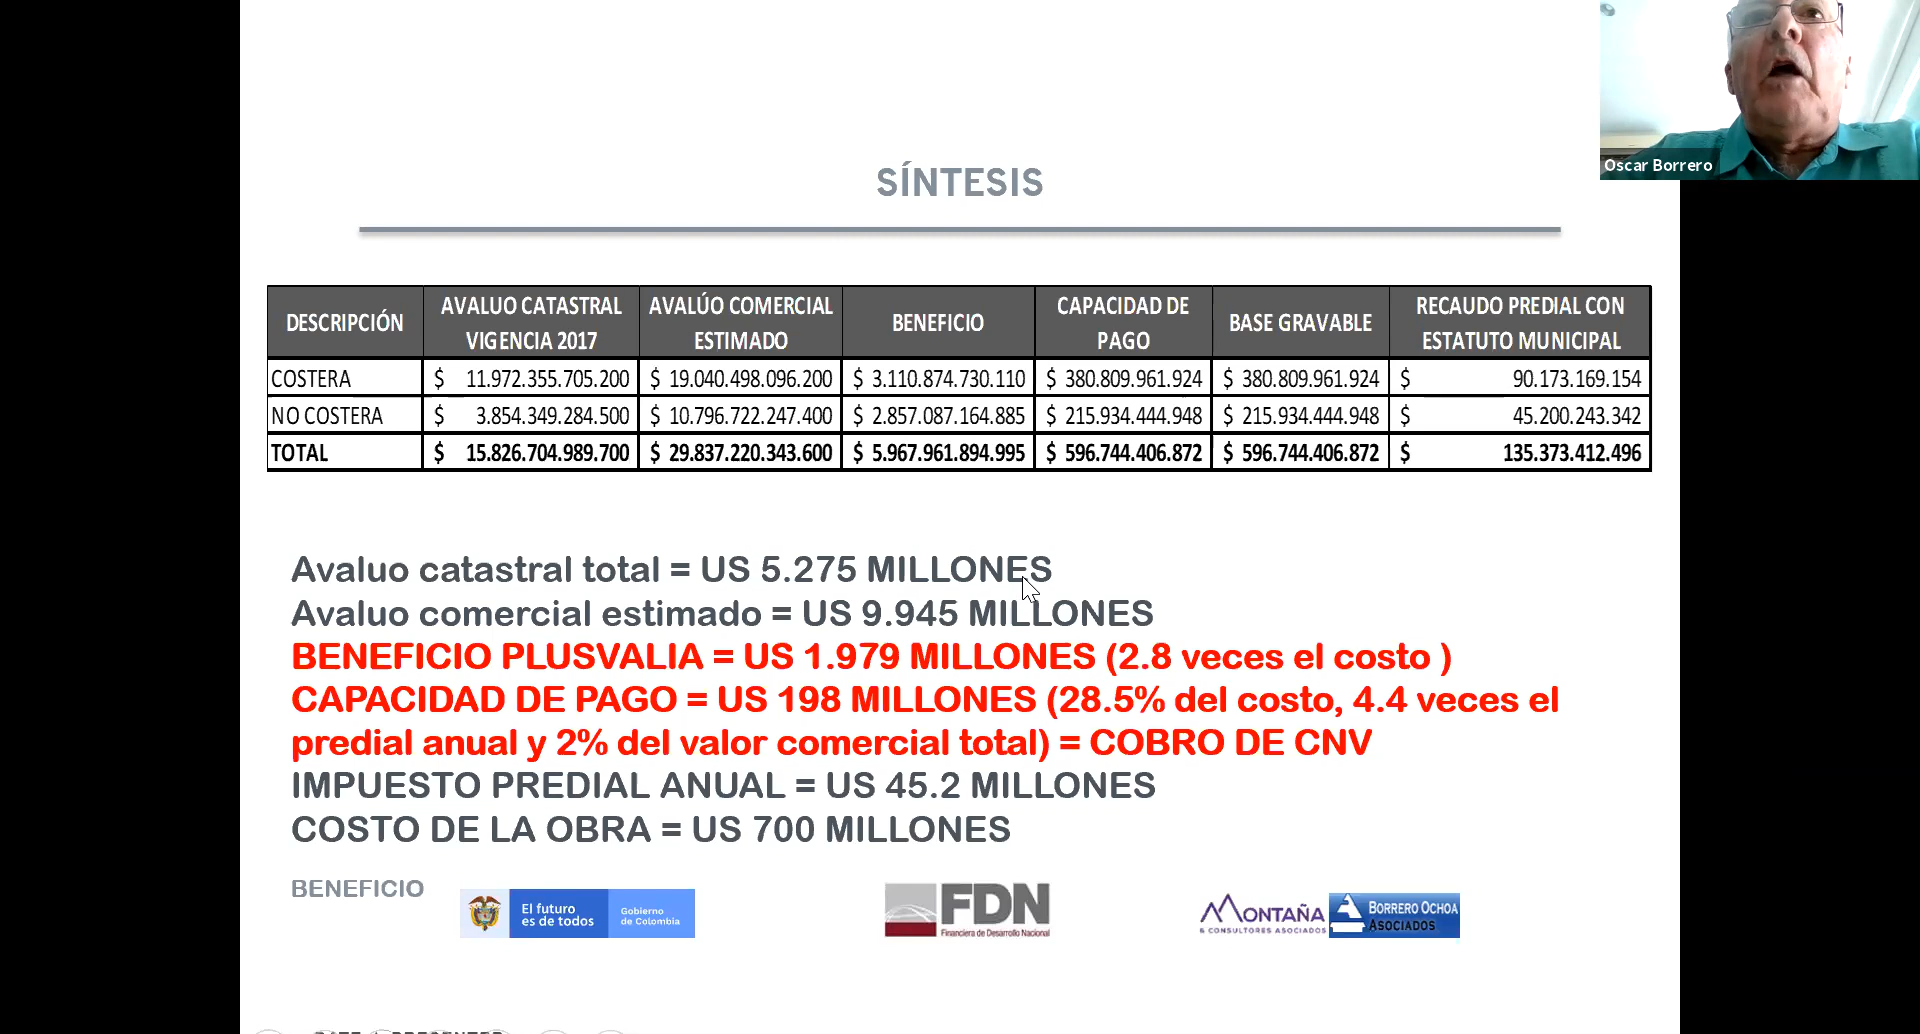 Oscar Borrero
SÍNTESIS
DESCRIPCIÓN AVALUO CATASTRAL VIGENCIA 2017 AVALÚO COMERCIAL ESTIMADO BENEFICIO CAPACIDAD DE PAGO BASE GRAVABLE RECAUDO PREDIAL CON ESTATUTO MUNICIPAL
COSTERA $ 11.972.355.705.200 $ 19.040.498.096.200 $ 3.110.874.730.110 $ 380.809.961.924 $ 380.809.961.924 $ 90.173.169.154
NO COSTERA $ 3.854.349.284.500 $ 10.796.722.247.400 $ 2.857.087.164.885 $ 215.934.444.948 $ 215.934.444.948 $ 45.200.243.342
TOTAL $ 15.826.704.989.700 $ 29.837.220.343.600 $ 5.967.961.894.995 $ 596.744.406.872 $ 596.744.406.872 $ 135.373.412.496
Avaluo catastral total = US 5.275 MILLONES
Avaluo comercial estimado = US 9.945 MILLONES
BENEFICIO PLUSVALIA = US 1.979 MILLONES (2.8 veces el costo )
CAPACIDAD DE PAGO = US 198 MILLONES (28.5% del costo, 4.4 veces el
predial anual y 2% del valor comercial total) = COBRO DE CNV
IMPUESTO PREDIAL ANUAL = US 45.2 MILLONES
COSTO DE LA OBRA = US 700 MILLONES
BENEFICIO
El futuro
es de todos
Gobierno
de Colombia
FDN
Financiera de Desarrollo Nacional
MONTAÑA
& CONSULTORES ASOCIADOS
BORRERO OCHOA
ASOCIADOS